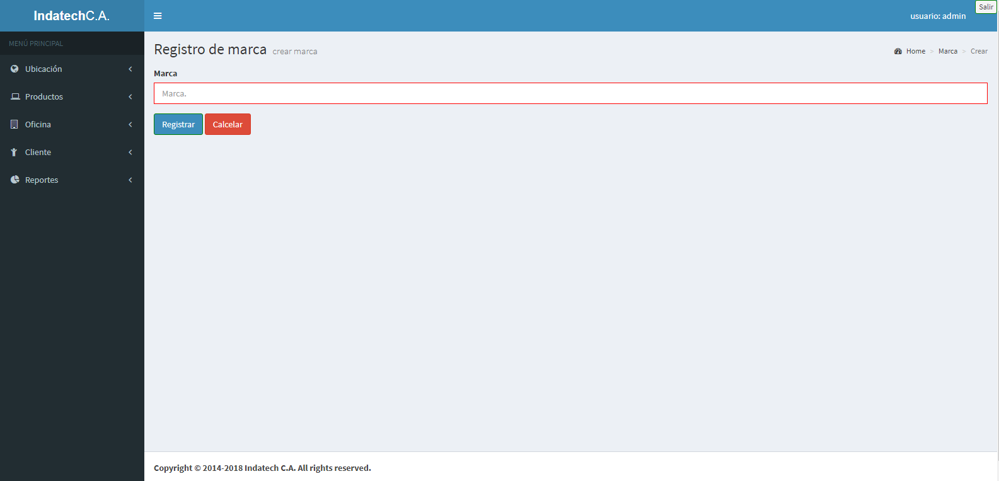 IndatechC.A.
usuario: admin
Salir
MENÚ PRINCIPAL
Ubicación
Productos
Oficina
Cliente
Reportes
Registro de marca crear marca
Home > Marca > Crear
Marca
Marca.
Registrar Calcelar
Copyright © 2014-2018 Indatech C.A. All rights reserved.